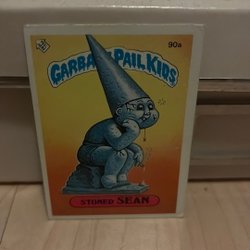 90a
GARBAGE PAIL KIDS
STONED SEAN